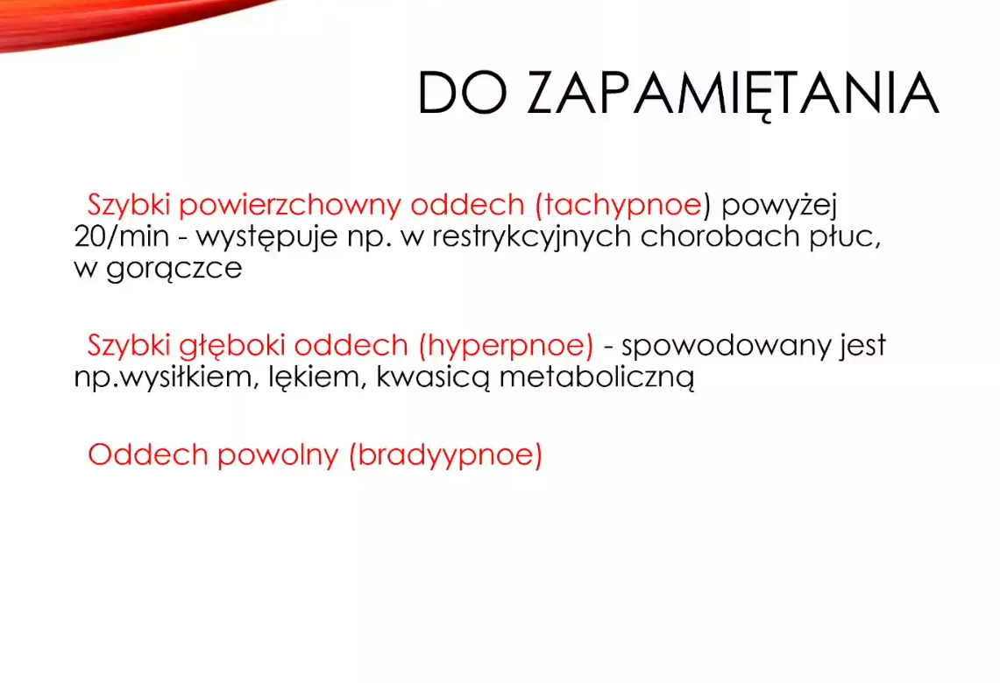 DO ZAPAMIĘTANIA
Szybki powierzchowny oddech (tachypnoe) powyżej
20/min - występuje np. w restrykcyjnych chorobach płuc,
w gorączce
Szybki głęboki oddech (hyperpnoe) - spowodowany jest
np.wysiłkiem, lękiem, kwasicą metaboliczną
Oddech powolny (bradyypnoe)